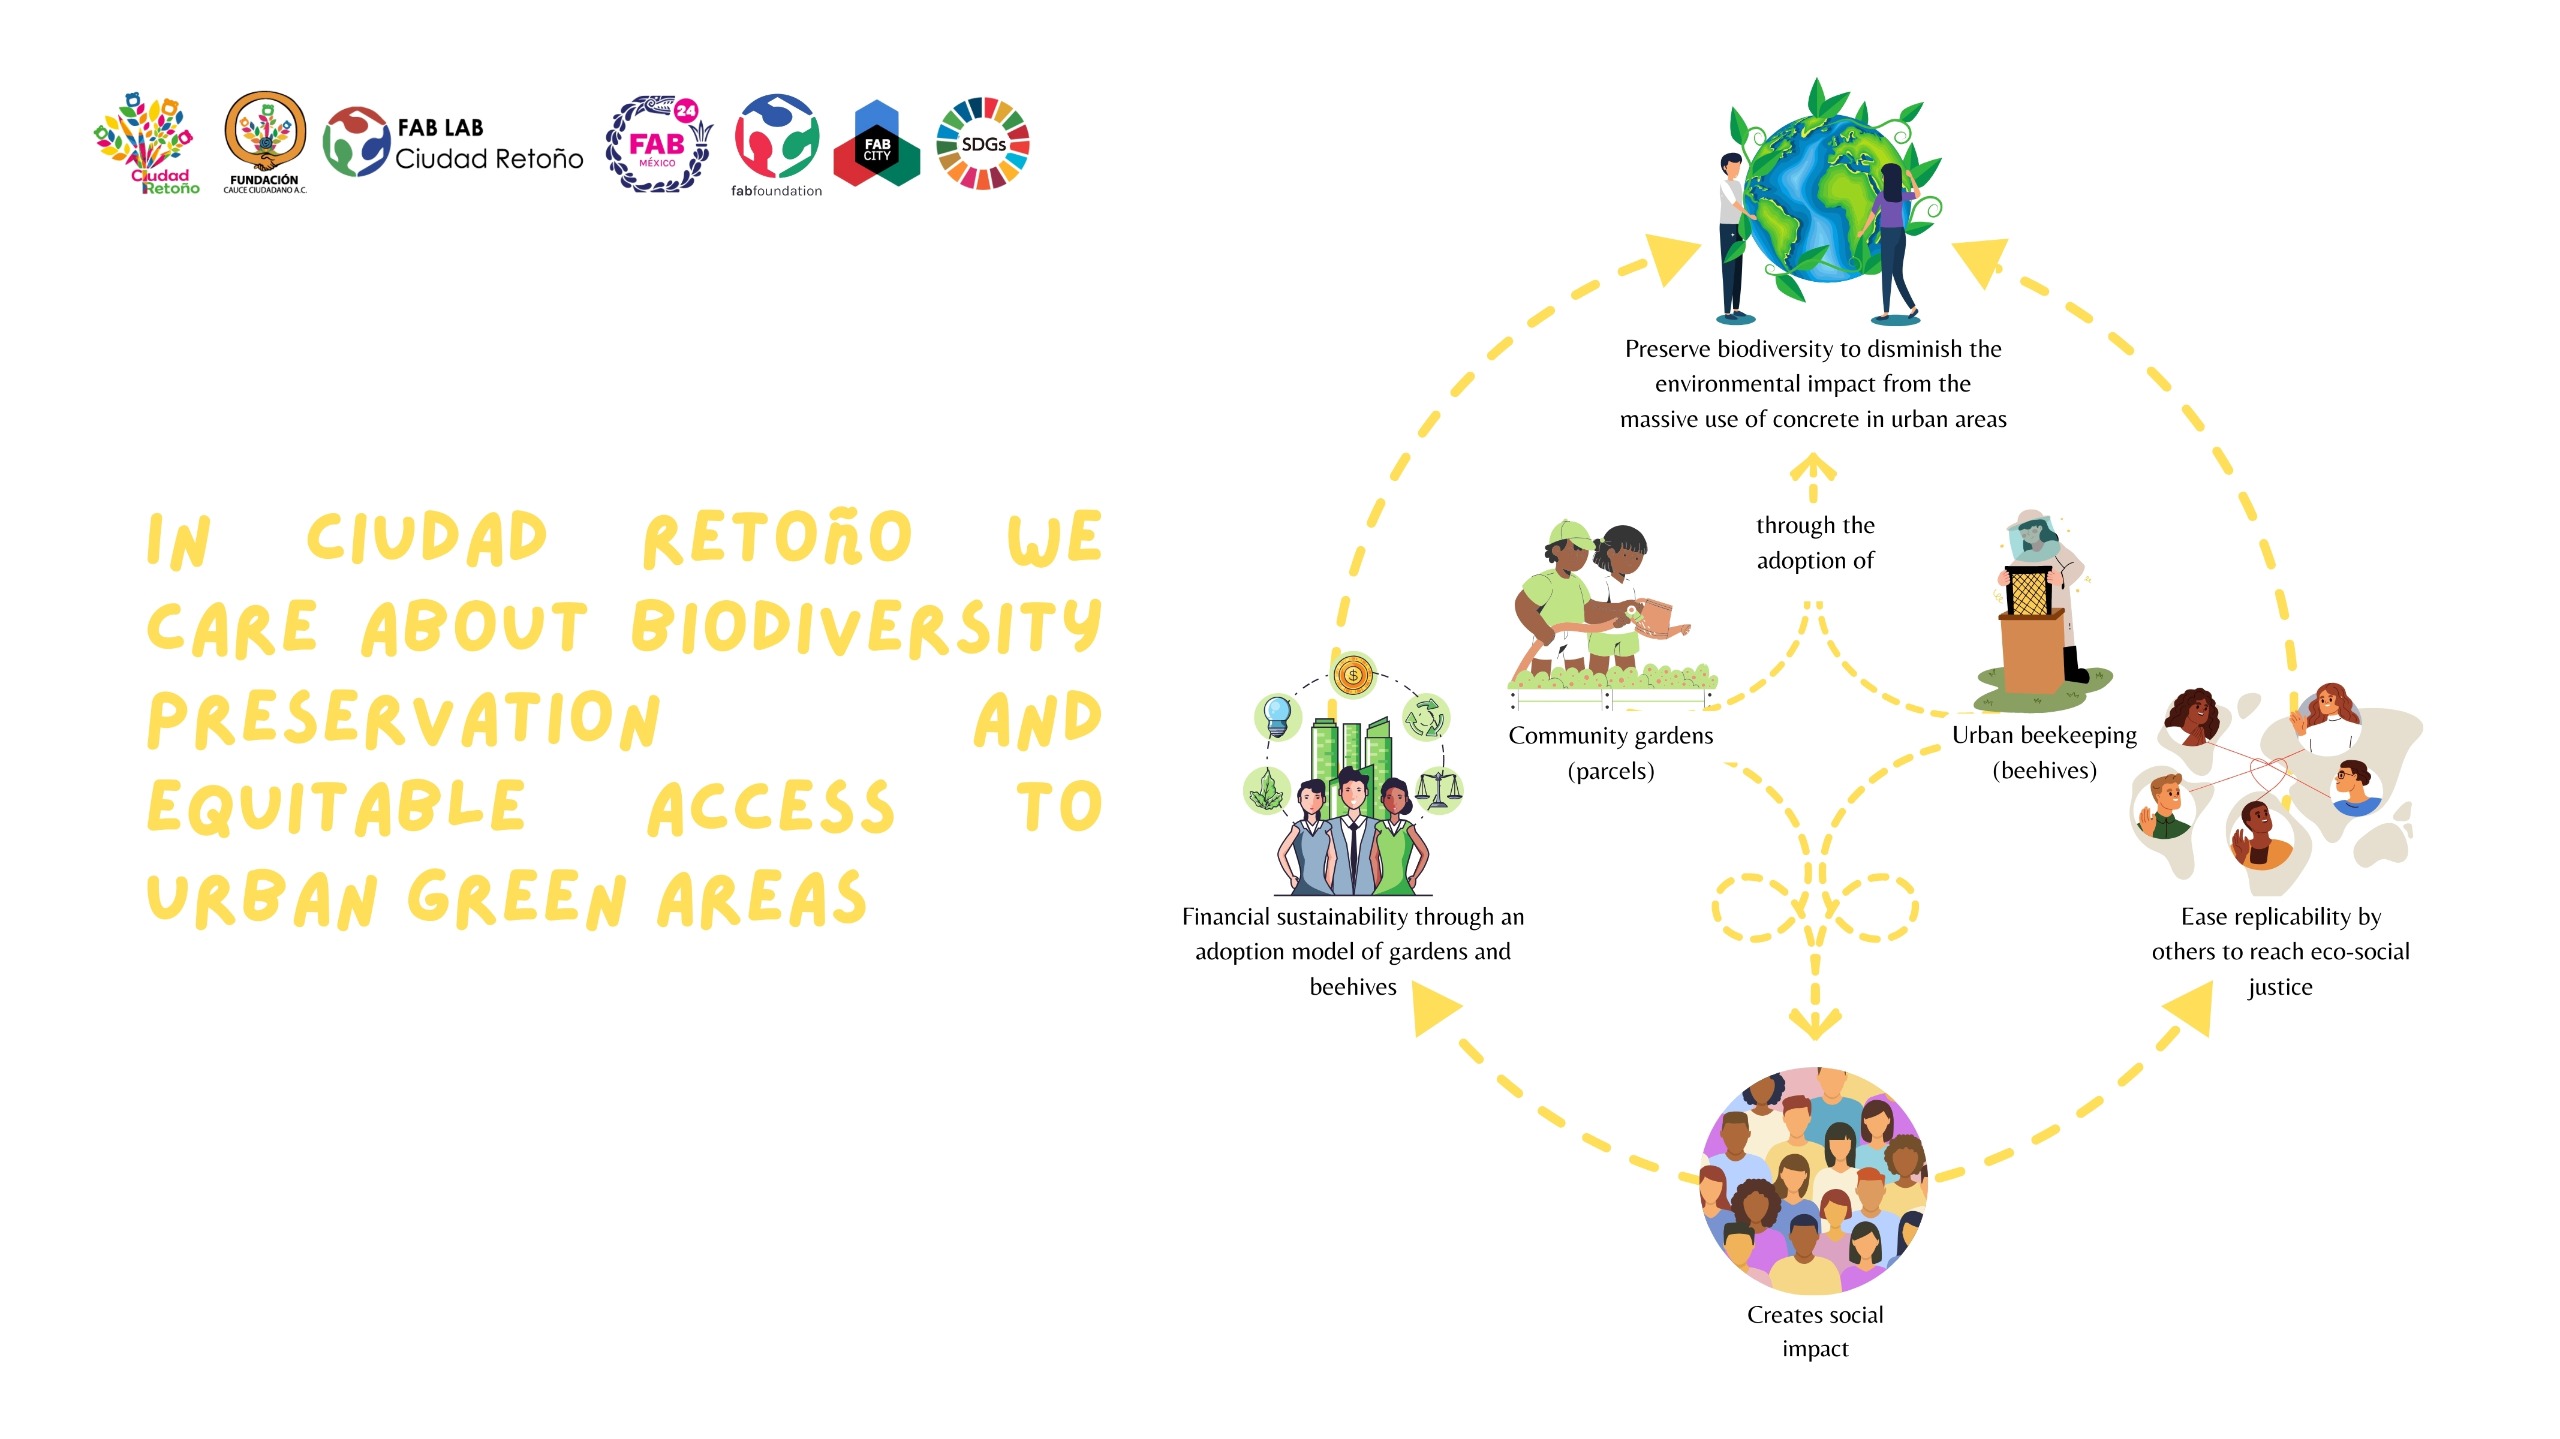 Ciudad
Retoño
FUNDACIÓN
CAUCE CIUDADANO A.C.
FAB LAB
Ciudad Retoño
24
FAB
MÉXICO
fabfoundation
FAB
CITY
SDGs
IN CIUDAD RETOÑO WE
CARE ABOUT BIODIVERSITY
PRESERVATION AND
EQUITABLE ACCESS TO
URBAN GREEN AREAS
Preserve biodiversity to disminish the
environmental impact from the
massive use of concrete in urban areas
through the
adoption of
Community gardens
(parcels)
Urban beekeeping
(beehives)
$
Financial sustainability through an
adoption model of gardens and
beehives
Ease replicability by
others to reach eco-social
justice
Creates social
impact